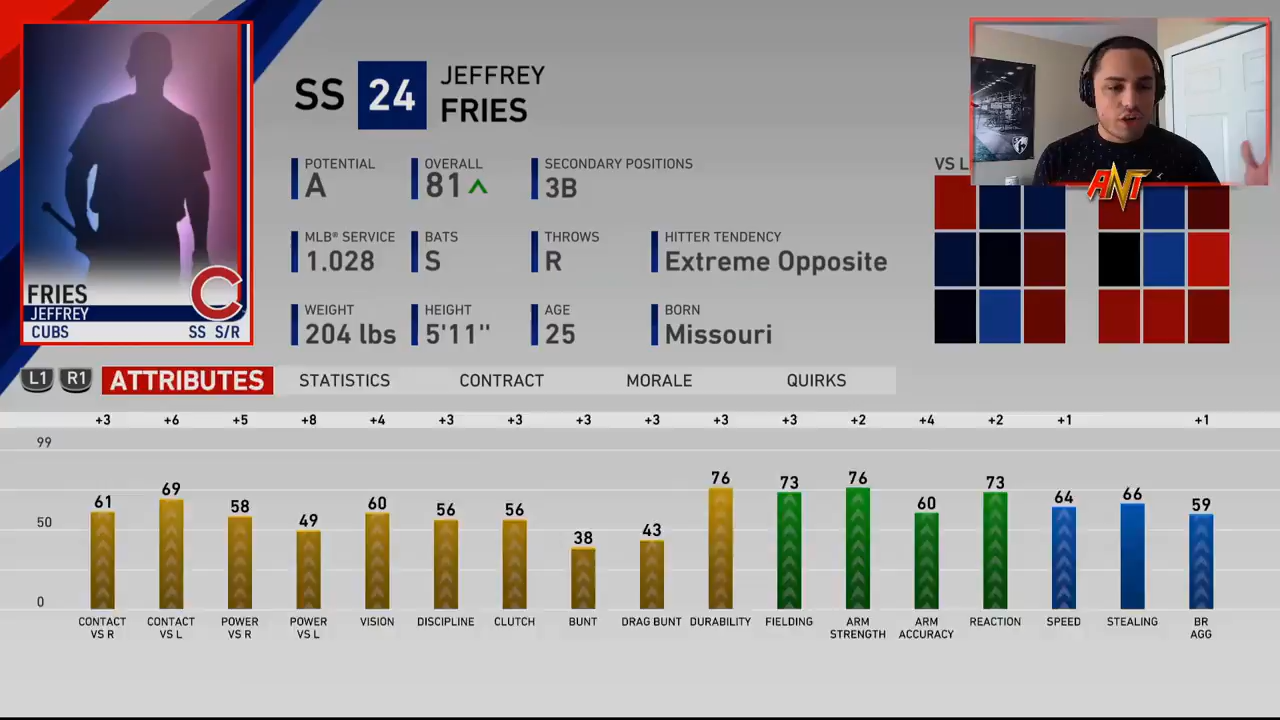 SS 24 JEFFREY
FRIES
POTENTIAL OVERALL SECONDARY POSITIONS
A 81 3B
MLB® SERVICE BATS THROWS HITTER TENDENCY
1.028 S R Extreme Opposite
WEIGHT HEIGHT AGE BORN
204 lbs 5'11" 25 Missouri
FRIES
JEFFREY
CUBS SS S/R
C
VS L
ANT
L1 R1 ATTRIBUTES STATISTICS CONTRACT MORALE QUIRKS
+3 +6 +5 +8 +4 +3 +3 +3 +3 +3 +3 +2 +4 +2 +1 +1
99
50
0
61 69 58 49 60 56 56 38 43 76 73 76 60 73 64 66 59
CONTACT VS R
CONTACT VS L
POWER VS R
POWER VS L
VISION
DISCIPLINE
CLUTCH
BUNT
DRAG BUNT
DURABILITY
FIELDING
ARM STRENGTH
ARM ACCURACY
REACTION
SPEED
STEALING
BR AGG